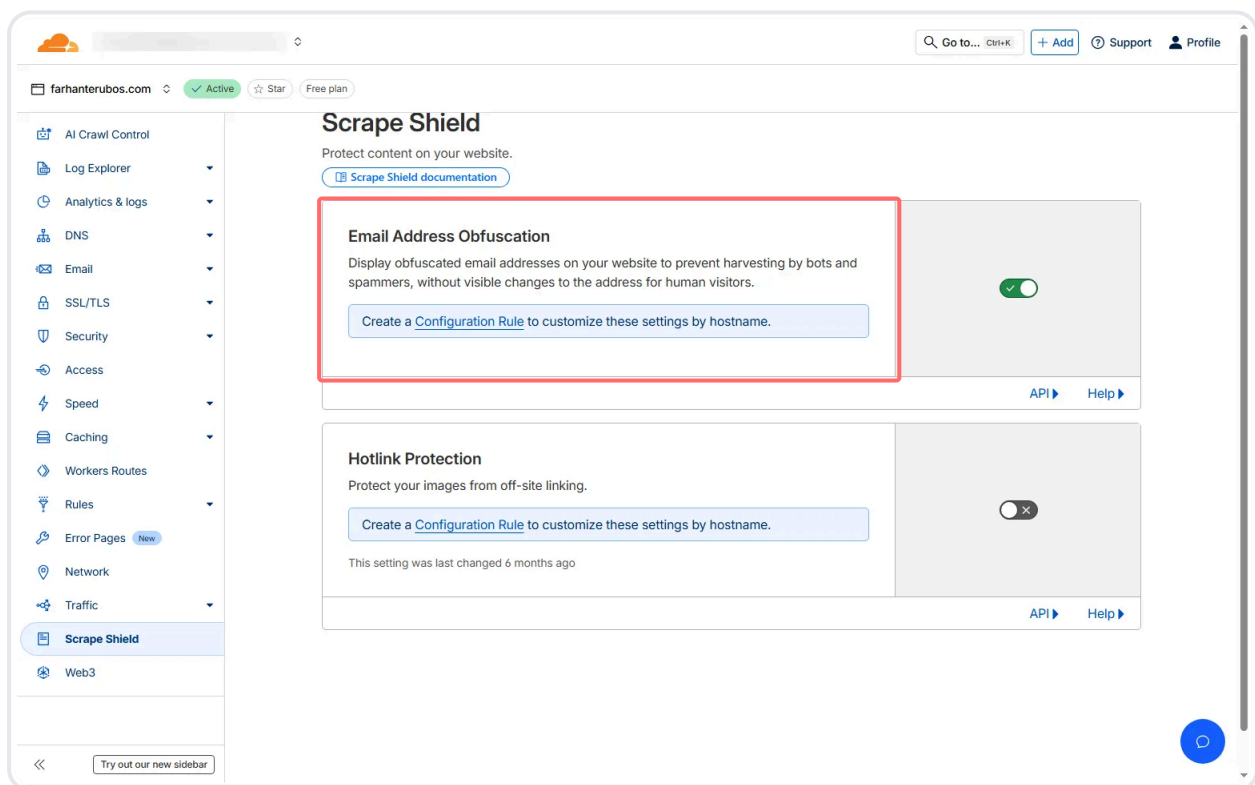 Go to... Ctrl+K
+ Add
Support
Profile
farhanterubos.com
Active
Star
Free plan
AI Crawl Control
Log Explorer
Analytics & logs
DNS
Email
SSL/TLS
Security
Access
Speed
Caching
Workers Routes
Rules
Error Pages New
Network
Traffic
Scrape Shield
Web3
Try out our new sidebar
Scrape Shield
Protect content on your website.
Scrape Shield documentation
Email Address Obfuscation
Display obfuscated email addresses on your website to prevent harvesting by bots and
spammers, without visible changes to the address for human visitors.
Create a Configuration Rule to customize these settings by hostname.
API Help
Hotlink Protection
Protect your images from off-site linking.
Create a Configuration Rule to customize these settings by hostname.
This setting was last changed 6 months ago
API Help